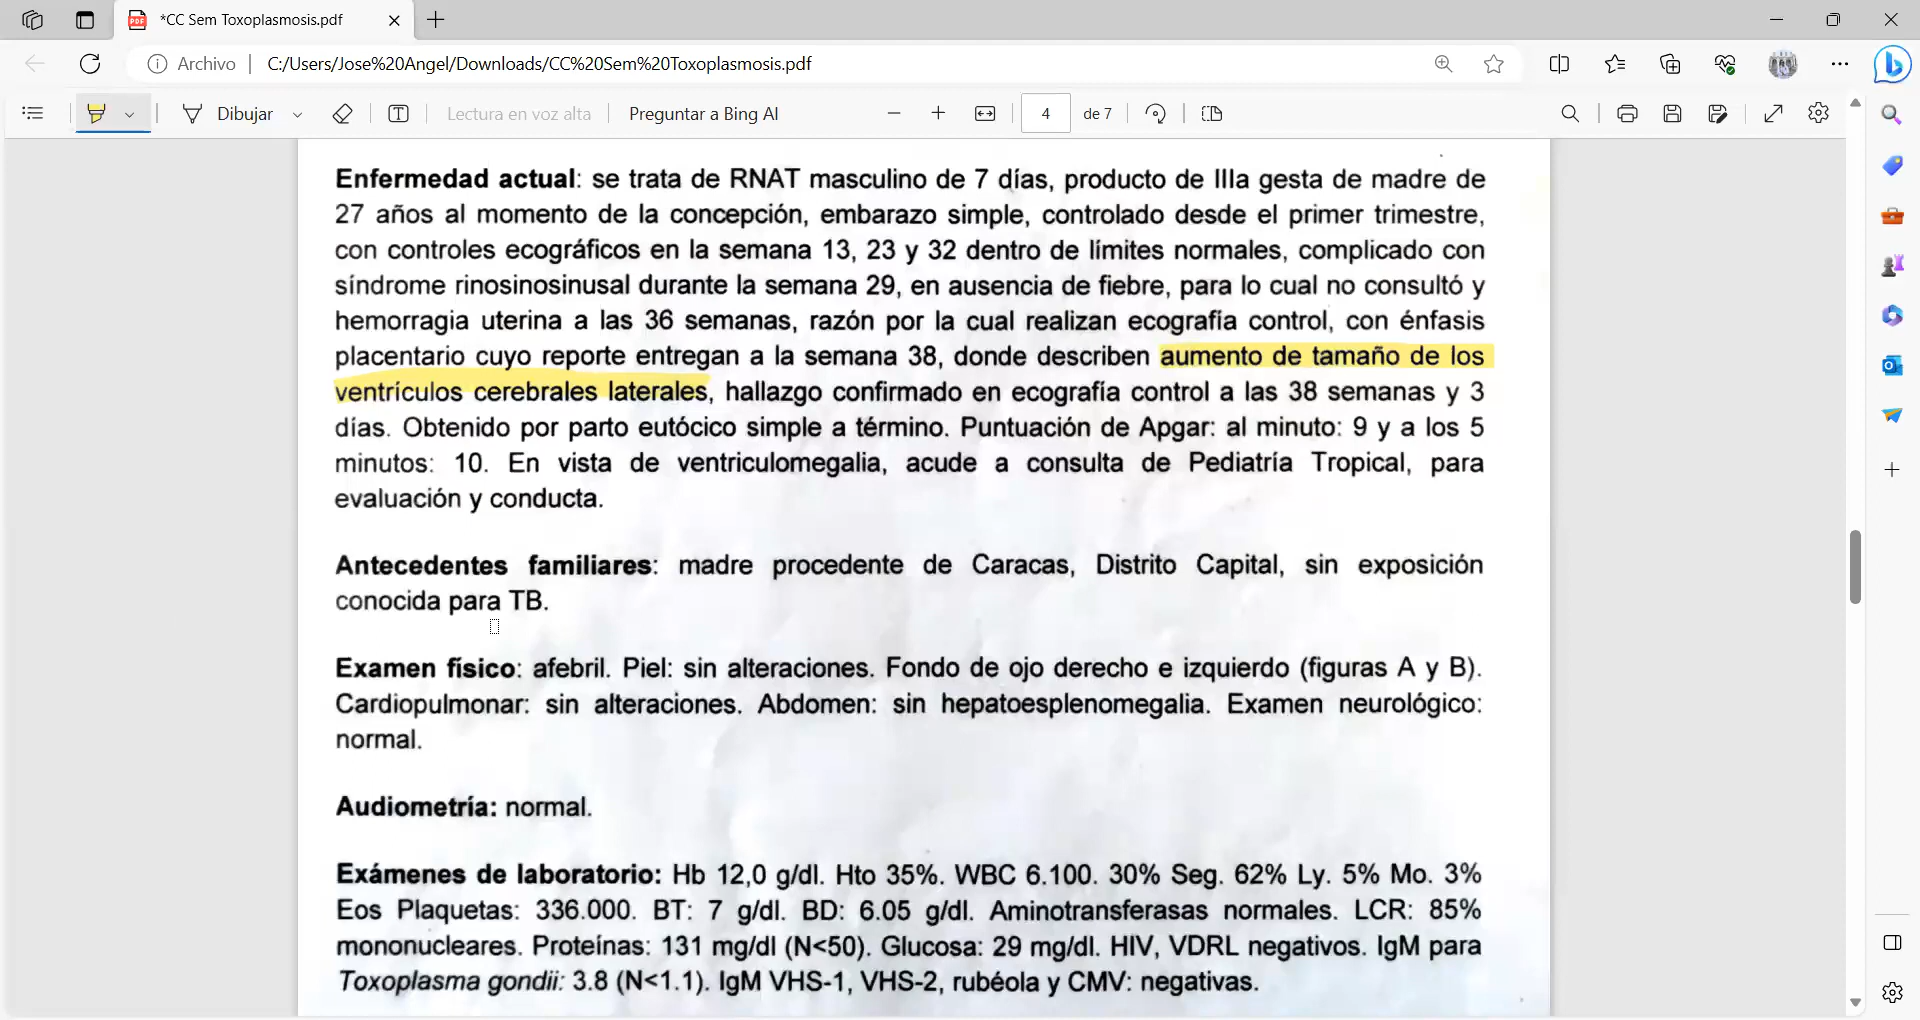 *CC Sem Toxoplasmosis.pdf
Archivo
C:/Users/Jose%20Angel/Downloads/CC%20Sem%20Toxoplasmosis.pdf
Dibujar
Lectura en voz alta
Preguntar a Bing AI
4
de 7
Enfermedad actual: se trata de RNAT masculino de 7 días, producto de IIIa gesta de madre de
27 años al momento de la concepción, embarazo simple, controlado desde el primer trimestre,
con controles ecográficos en la semana 13, 23 y 32 dentro de límites normales, complicado con
síndrome rinosinosinusal durante la semana 29, en ausencia de fiebre, para lo cual no consultó y
hemorragia uterina a las 36 semanas, razón por la cual realizan ecografía control, con énfasis
placentario cuyo reporte entregan a la semana 38, donde describen aumento de tamaño de los
ventrículos cerebrales laterales, hallazgo confirmado en ecografía control a las 38 semanas y 3
días. Obtenido por parto eutócico simple a término. Puntuación de Apgar: al minuto: 9 y a los 5
minutos: 10. En vista de ventriculomegalia, acude a consulta de Pediatría Tropical, para
evaluación y conducta.
Antecedentes familiares: madre procedente de Caracas, Distrito Capital, sin exposición
conocida para TB.
Examen físico: afebril. Piel: sin alteraciones. Fondo de ojo derecho e izquierdo (figuras A y B).
Cardiopulmonar: sin alteraciones. Abdomen: sin hepatoesplenomegalia. Examen neurológico:
normal.
Audiometría: normal.
Exámenes de laboratorio: Hb 12,0 g/dl. Hto 35%. WBC 6.100. 30% Seg. 62% Ly. 5% Mo. 3%
Eos Plaquetas: 336.000. BT: 7 g/dl. BD: 6.05 g/dl. Aminotransferasas normales. LCR: 85%
mononucleares. Proteínas: 131 mg/dl (N<50). Glucosa: 29 mg/dl. HIV, VDRL negativos. IgM para
Toxoplasma gondii: 3.8 (N<1.1). IgM VHS-1, VHS-2, rubéola y CMV: negativas.